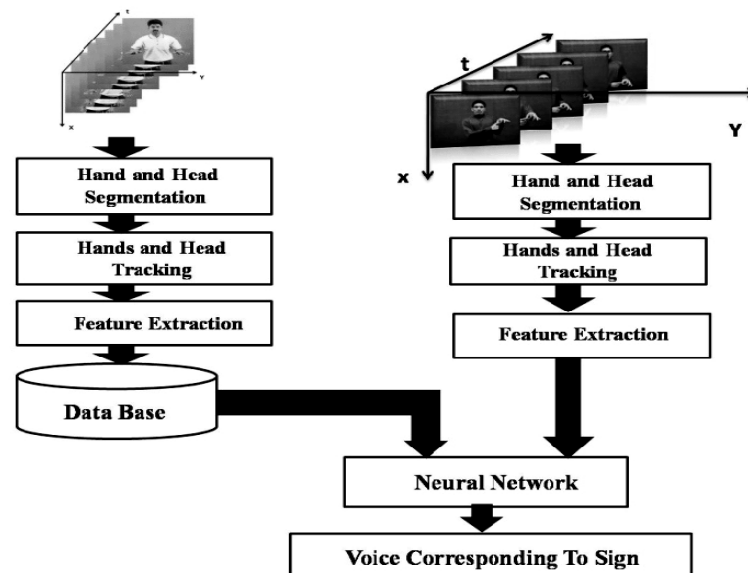 t
Y
x
Y
x
Hand and Head
Segmentation
Hands and Head
Tracking
Feature Extraction
Data Base
Hand and Head
Segmentation
Hands and Head
Tracking
Feature Extraction
Neural Network
Voice Corresponding To Sign